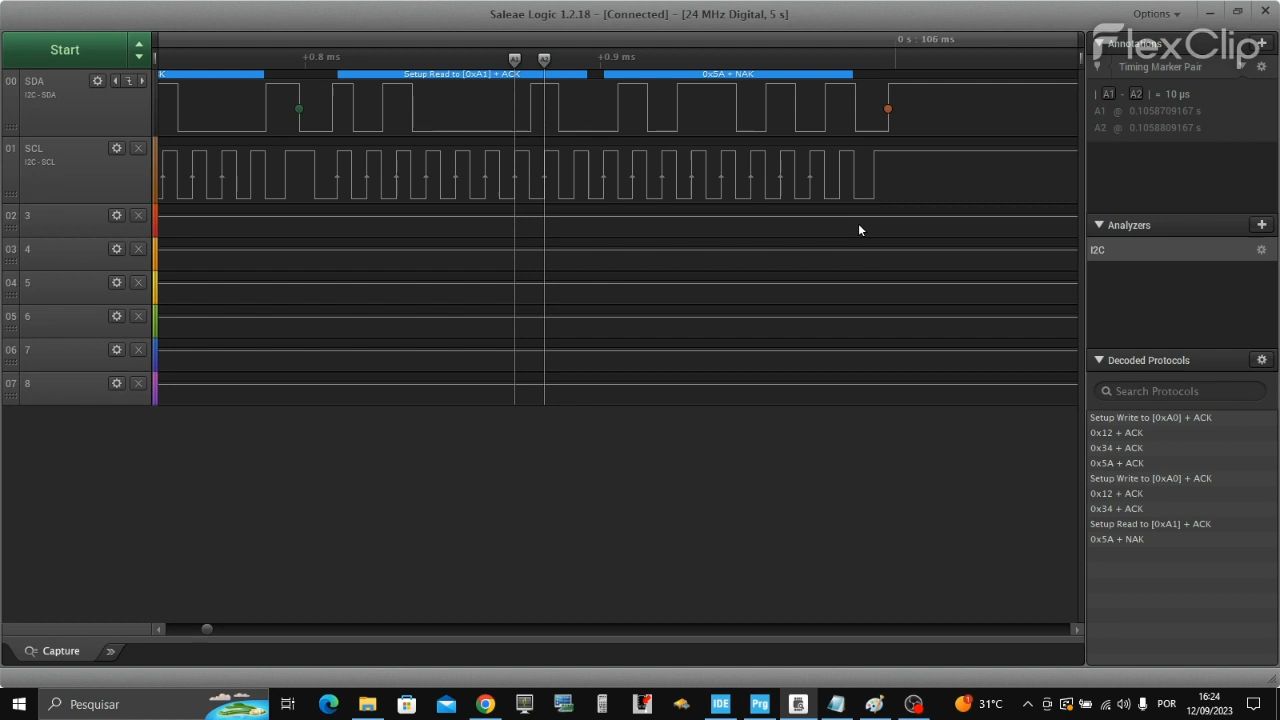 Saleae Logic 1.2.18 - [Connected] - [24 MHz Digital, 5 s]
Options
FlexClip
Start
0 s : 106 ms
+0.8 ms
+0.9 ms
A1
A2
Annotations
Timing Marker Pair
| A1 - A2 | = 10 µs
A1 @ 0.1058709167 s
A2 @ 0.1058809167 s
K
Setup Read to [0xA1] + ACK
0x5A + NAK
00 SDA
I2C - SDA
01 SCL
I2C - SCL
02 3
03 4
04 5
05 6
06 7
07 8
Analyzers
I2C
Decoded Protocols
Search Protocols
Setup Write to [0xA0] + ACK
0x12 + ACK
0x34 + ACK
0x5A + ACK
Setup Write to [0xA0] + ACK
0x12 + ACK
0x34 + ACK
Setup Read to [0xA1] + ACK
0x5A + NAK
Capture
Pesquisar
IDE
Prg
1
31°C
POR
16:24
12/09/2023